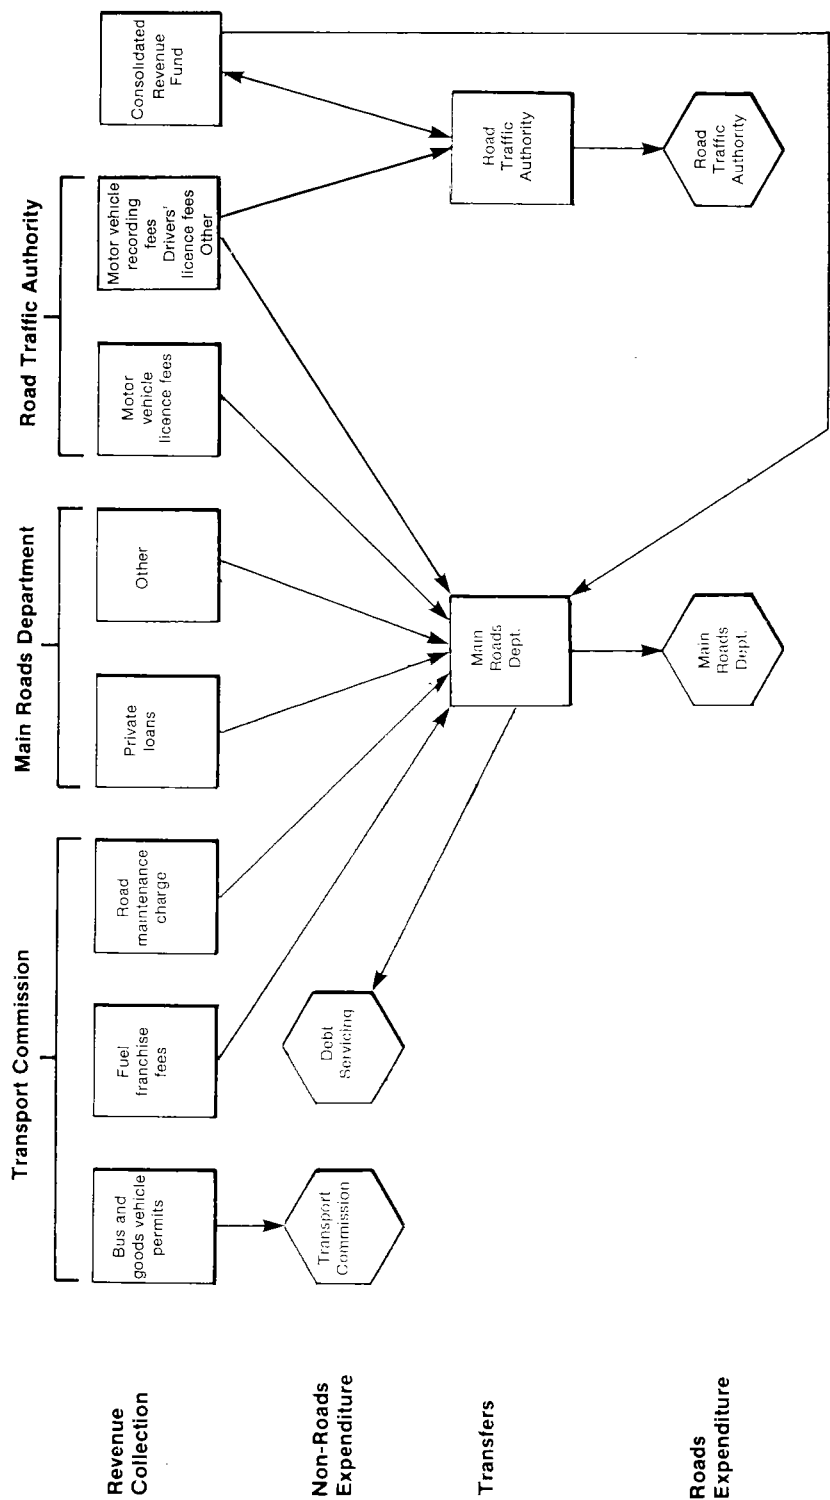 Transport Commission
Main Roads Department
Road Traffic Authority
Revenue
Collection
Bus and
goods vehicle
permits
Fuel
franchise
fees
Road
maintenance
charge
Private
loans
Other
Motor
vehicle
licence fees
Motor vehicle
recording
fees
Drivers'
licence fees
Other
Consolidated
Revenue
Fund
Non-Roads
Expenditure
Transport
Commission
Debt
Servicing
Transfers
Main
Roads
Dept.
Road
Traffic
Authority
Roads
Expenditure
Main
Roads
Dept.
Road
Traffic
Authority